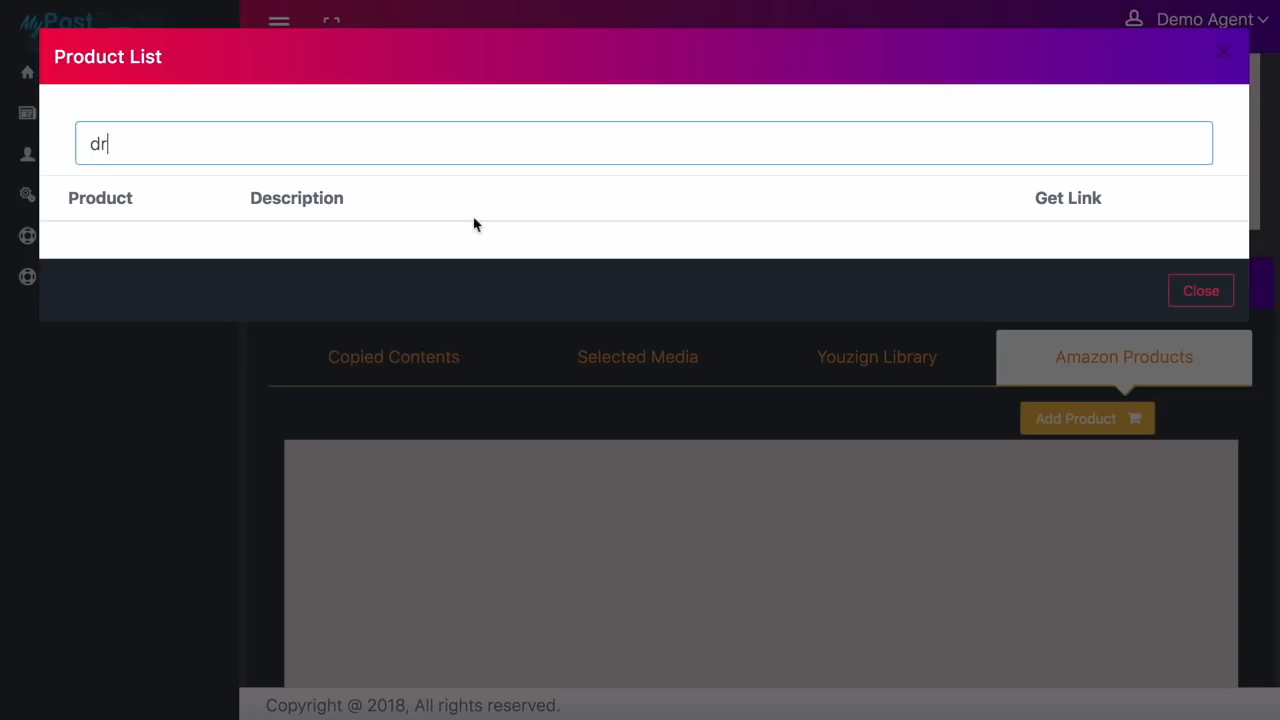 MyPost
Demo Agent
Product List
dr
Product Description Get Link
Close
Copied Contents Selected Media Youzign Library Amazon Products
Add Product
Copyright @ 2018, All rights reserved.